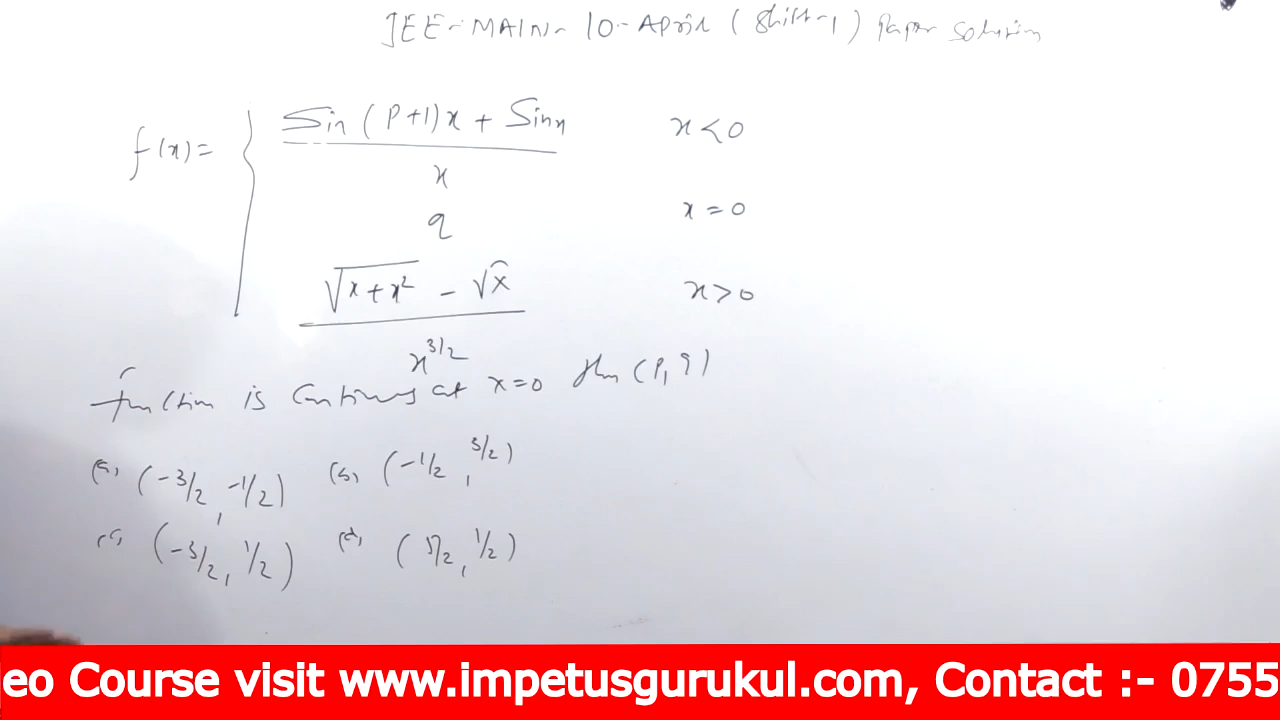 JEE-MAIN- 10-April (Shift-1) Paper Solution
f(x)= { Sin (P+1)x + Sinx / x    x<0
q    x=0
√(x+x²) - √x / x^3/2    x>0
function is Continus at x=0 then (P, q)
(a) (-3/2, -1/2) (b) (-1/2, 3/2)
(c) (-3/2, 1/2) (d) (5/2, 1/2)
eo Course visit www.impetusgurukul.com, Contact :- 0755